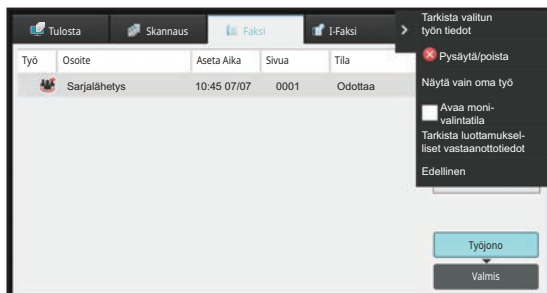 Tulosta
Skannaus
Faksi
I-Faksi
Työ Osoite Aseta Aika Sivua Tila
Sarjalähetys 10:45 07/07 0001 Odottaa
Tarkista valitun
työn tiedot
Pysäytä/poista
Näytä vain oma työ
Avaa moni-
valintatila
Tarkista luottamuksel-
liset vastaanottotiedot
Edellinen
Työjono
Valmis